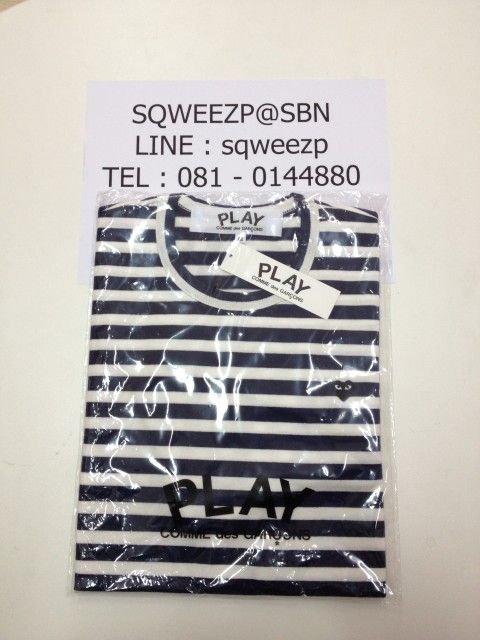 SQWEEZP@SBN
LINE : sqweezp
TEL : 081 - 0144880
PLAY
COMME des GARÇONS
PLAY
COMME des GARÇONS
PLAY
COMME des GARÇONS